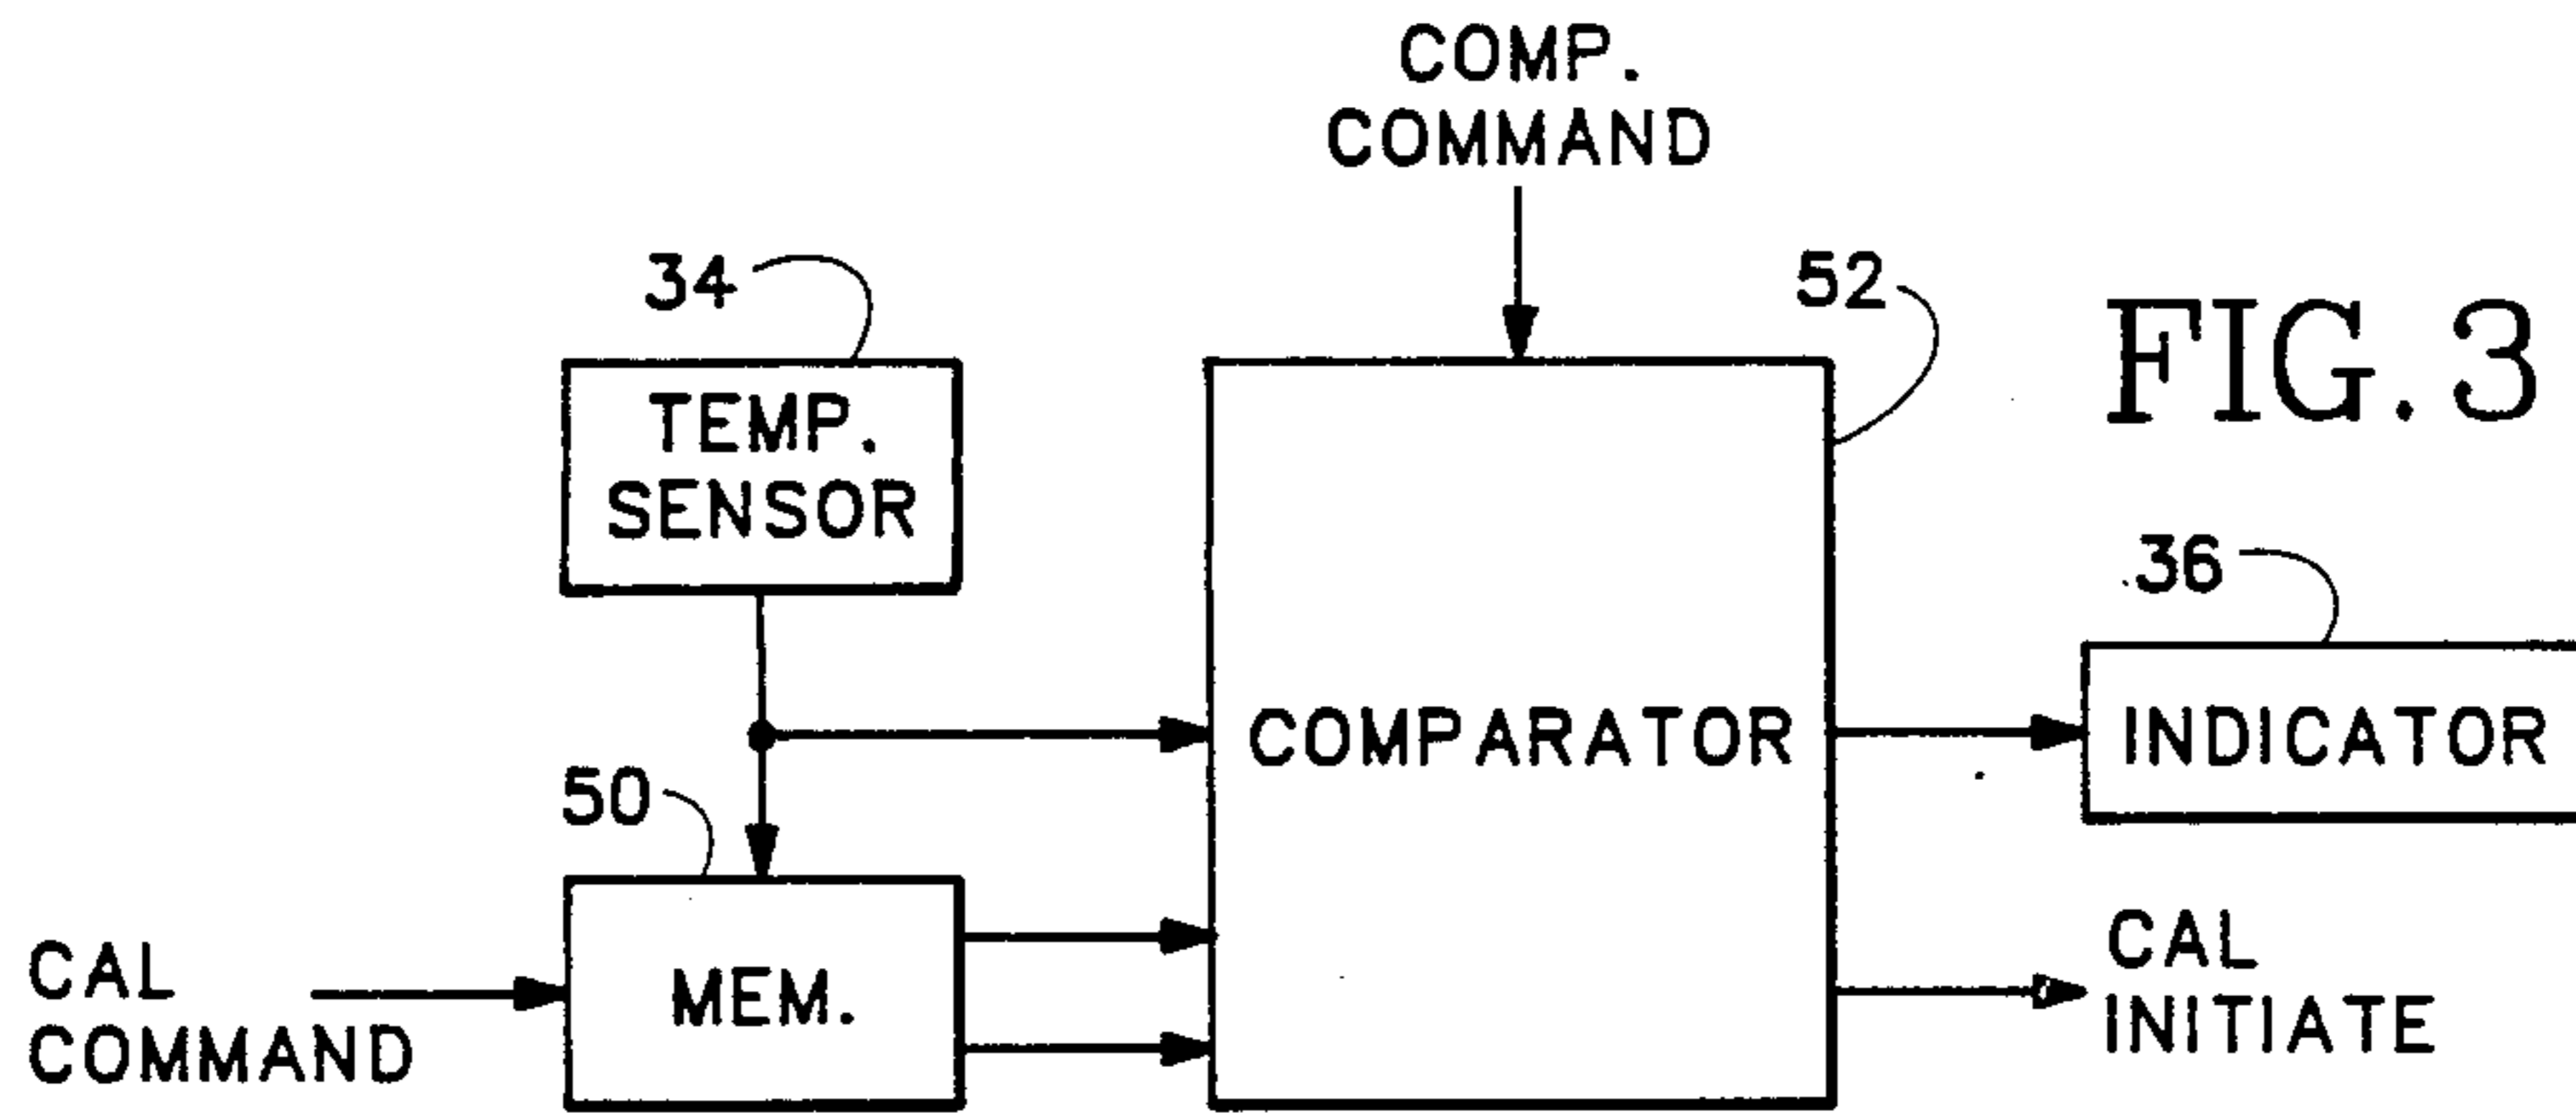 COMP.
COMMAND
34
52
FIG. 3
TEMP.
SENSOR
36
COMPARATOR
INDICATOR
50
CAL
COMMAND
MEM.
CAL
INITIATE